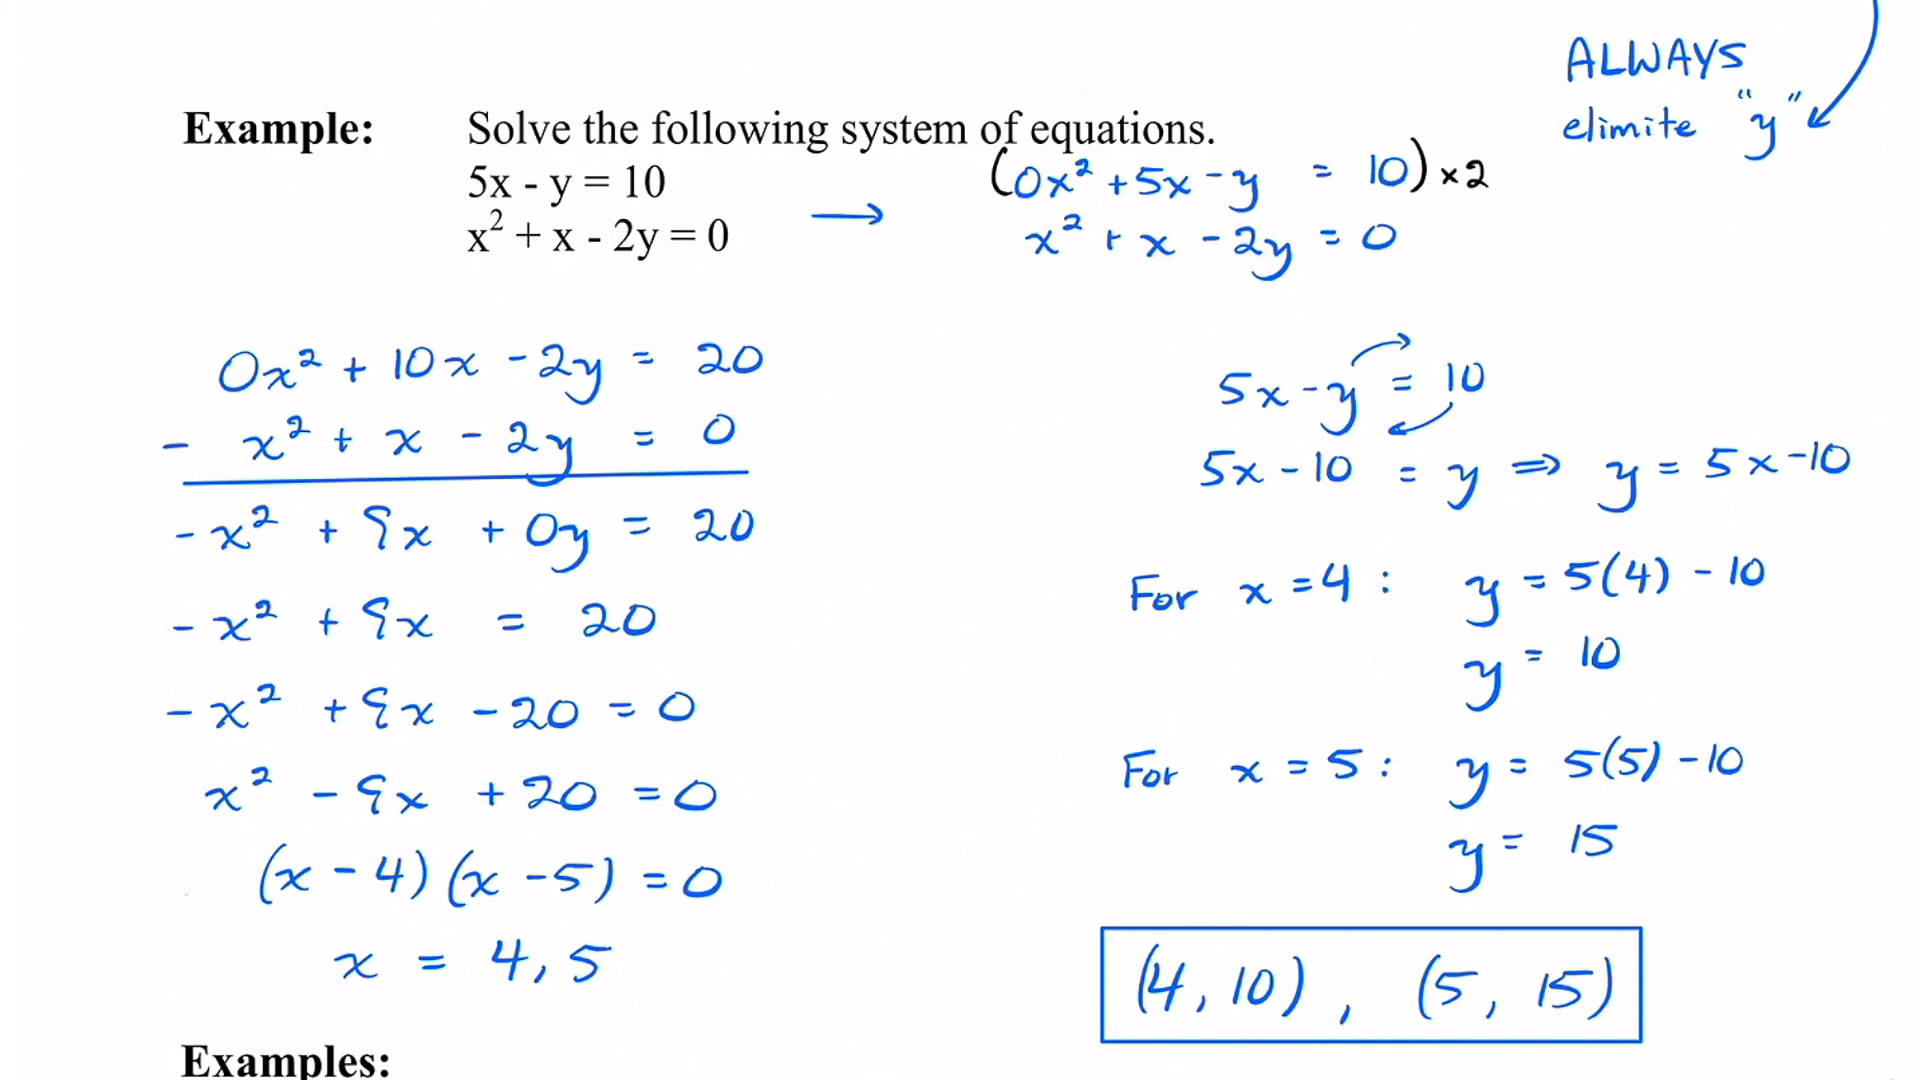 ALWAYS
elimite "y"
Example: Solve the following system of equations.
5x - y = 10
x² + x - 2y = 0
→
(0x² + 5x - y = 10) × 2
x² + x - 2y = 0
0x² + 10x - 2y = 20
- x² + x - 2y = 0
-x² + 9x + 0y = 20
-x² + 9x = 20
-x² + 9x - 20 = 0
x² - 9x + 20 = 0
(x - 4)(x - 5) = 0
x = 4, 5
5x - y = 10
5x - 10 = y ⇒ y = 5x - 10
For x = 4 : y = 5(4) - 10
y = 10
For x = 5 : y = 5(5) - 10
y = 15
(4, 10) , (5, 15)
Examples: